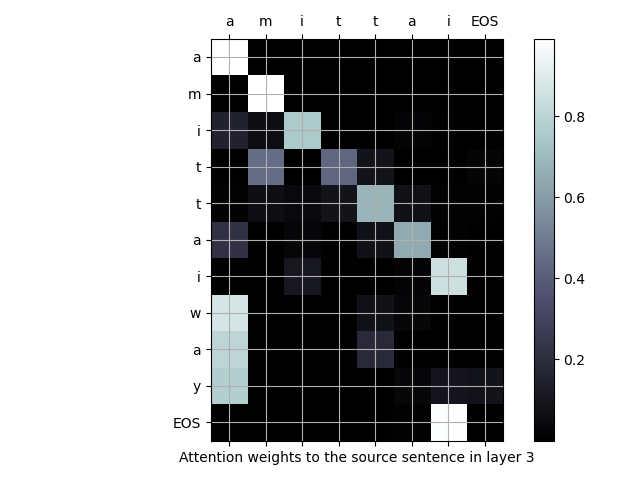 a m i t t a i EOS
a
m
i
t
t
a
i
w
a
y
EOS
0.8
0.6
0.4
0.2
Attention weights to the source sentence in layer 3